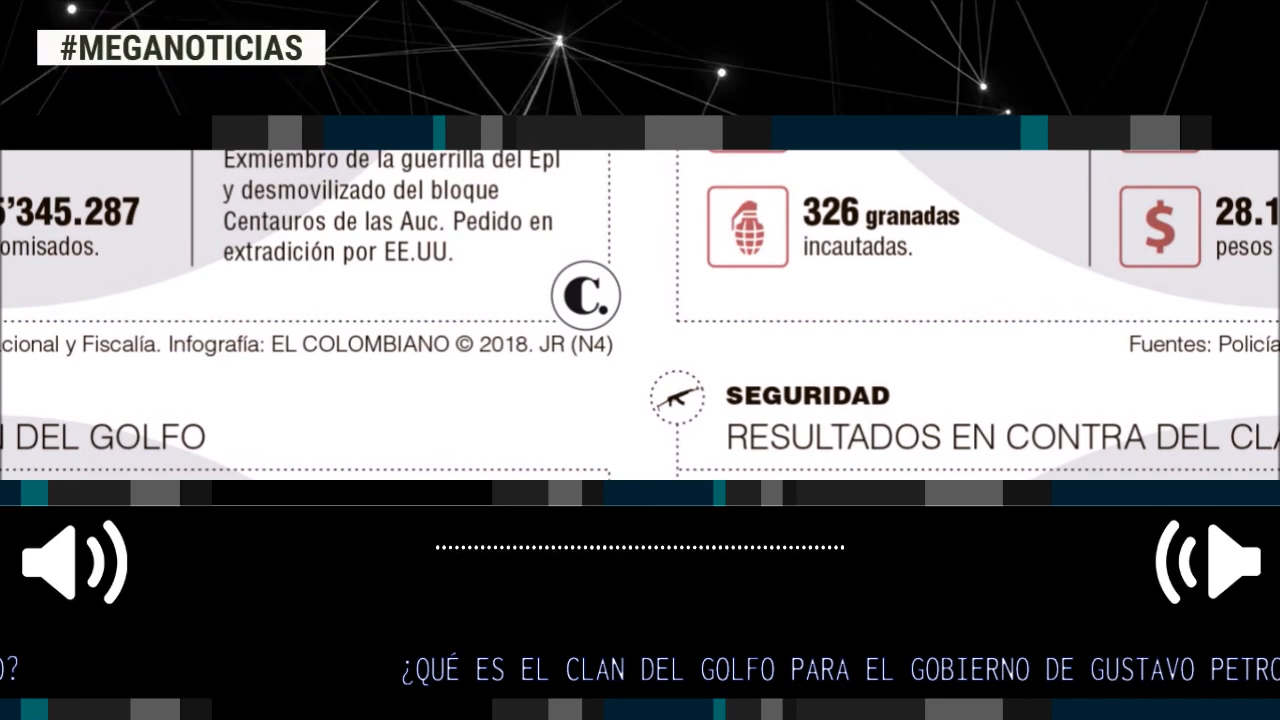 #MEGANOTICIAS
Exmiembro de la guerrilla del Epl
y desmovilizado del bloque
Centauros de las Auc. Pedido en
extradición por EE.UU.
5’345.287
omisados.
326 granadas
incautadas.
$
28.1
pesos
C.
cional y Fiscalía. Infografía: EL COLOMBIANO © 2018. JR (N4)
Fuentes: Policía
SEGURIDAD
N DEL GOLFO
RESULTADOS EN CONTRA DEL CLA
O?
¿QUÉ ES EL CLAN DEL GOLFO PARA EL GOBIERNO DE GUSTAVO PETRO